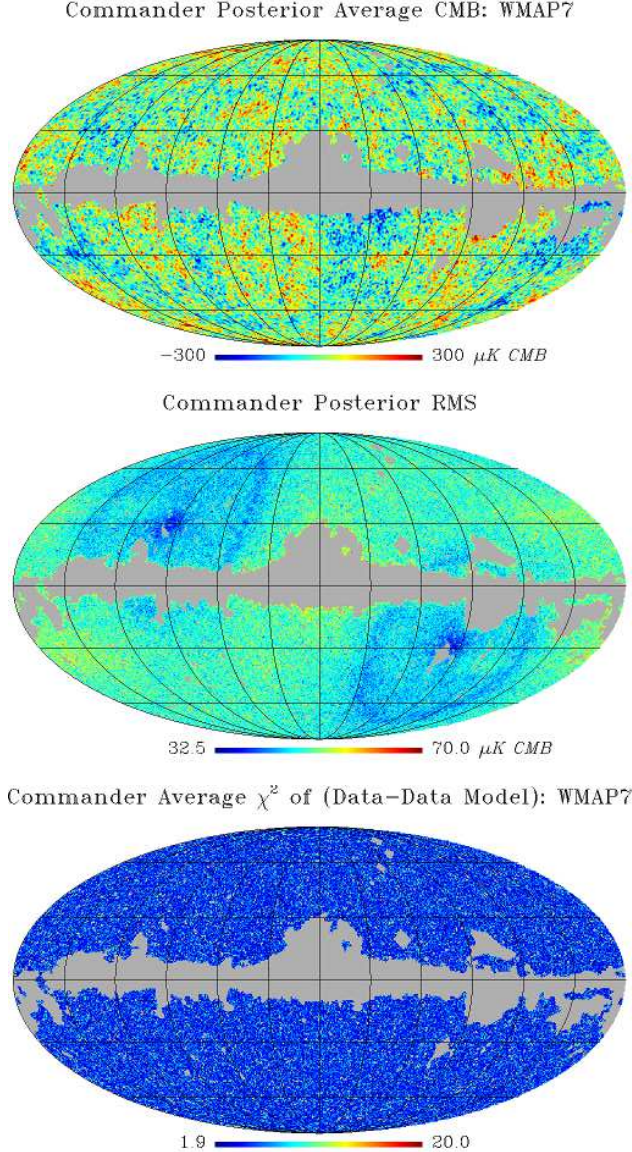 Commander Posterior Average CMB: WMAP7
−300 300 μK CMB
Commander Posterior RMS
32.5 70.0 μK CMB
Commander Average χ² of (Data−Data Model): WMAP7
1.9 20.0